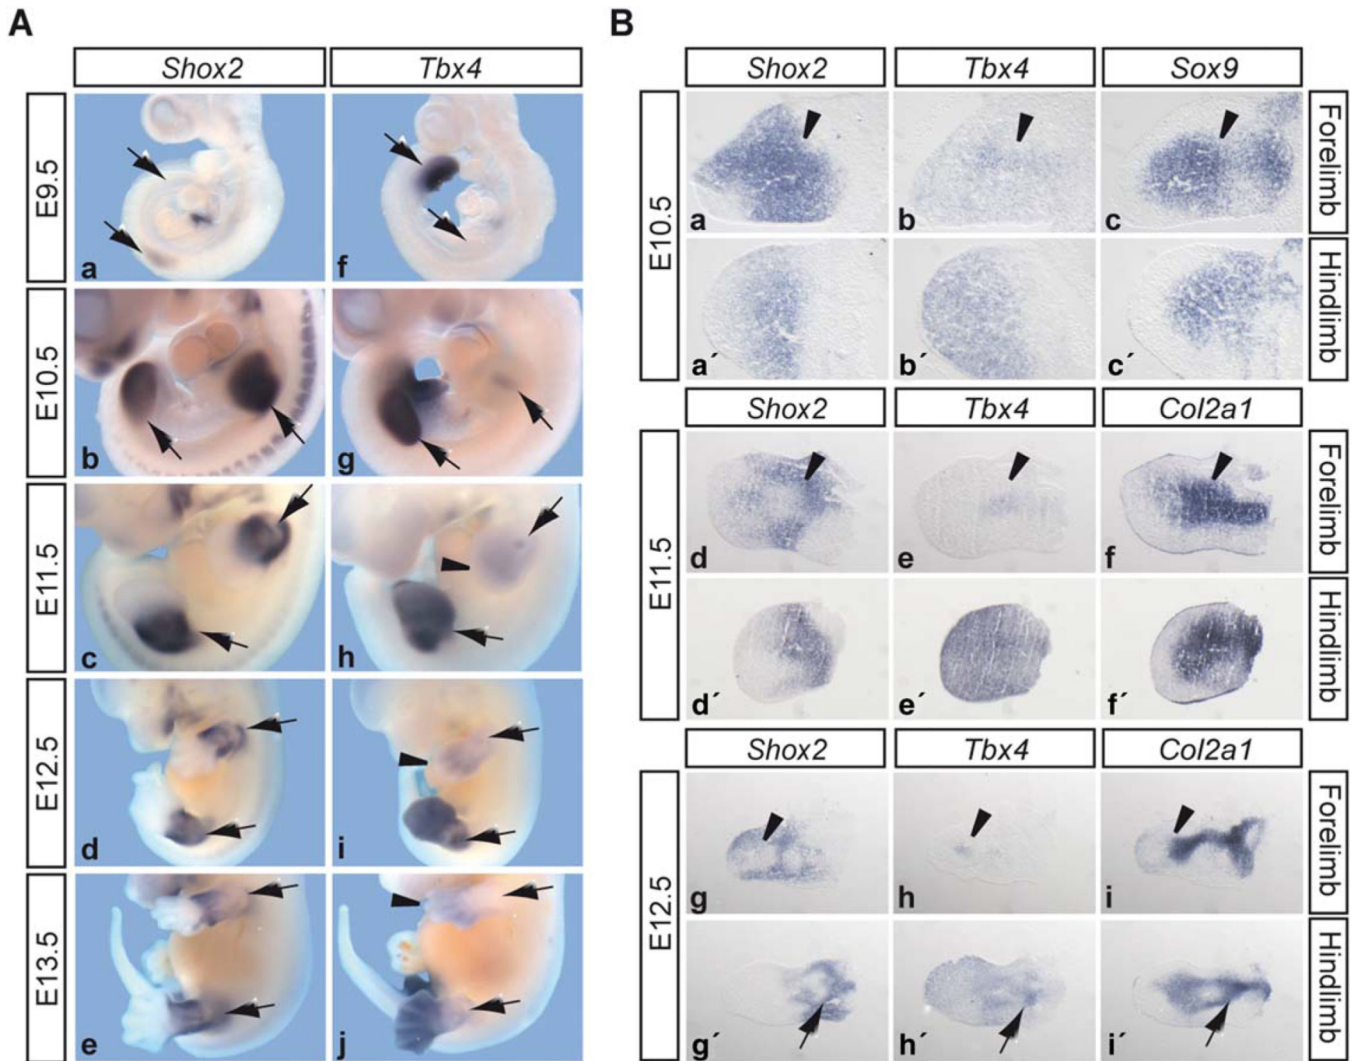 A
Shox2 Tbx4
E9.5
a f
E10.5
b g
E11.5
c h
E12.5
d i
E13.5
e j
B
Shox2 Tbx4 Sox9
E10.5
a b c
Forelimb
a´ b´ c´
Hindlimb
Shox2 Tbx4 Col2a1
E11.5
d e f
Forelimb
d´ e´ f´
Hindlimb
Shox2 Tbx4 Col2a1
E12.5
g h i
Forelimb
g´ h´ i´
Hindlimb